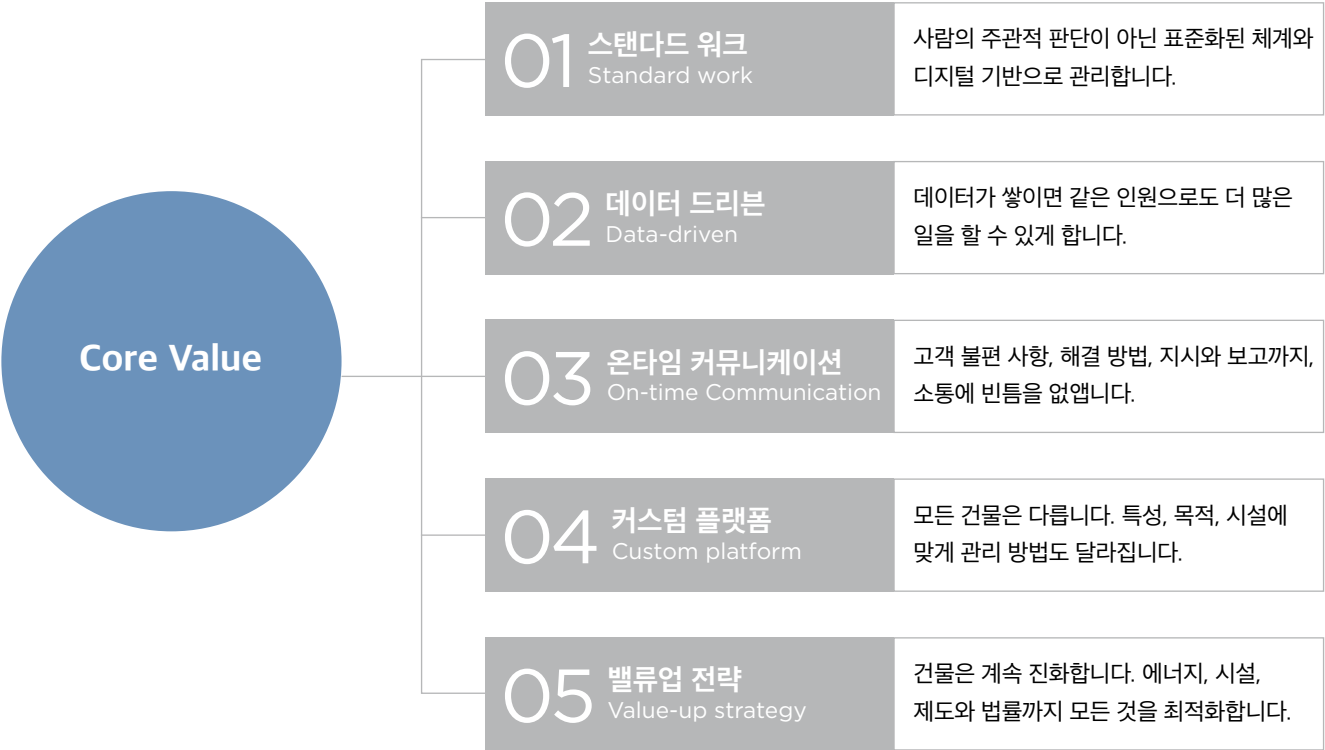 Core Value
01 스탠다드 워크
Standard work
사람의 주관적 판단이 아닌 표준화된 체계와
디지털 기반으로 관리합니다.
02 데이터 드리븐
Data-driven
데이터가 쌓이면 같은 인원으로도 더 많은
일을 할 수 있게 합니다.
03 온타임 커뮤니케이션
On-time Communication
고객 불편 사항, 해결 방법, 지시와 보고까지,
소통에 빈틈을 없앱니다.
04 커스텀 플랫폼
Custom platform
모든 건물은 다릅니다. 특성, 목적, 시설에
맞게 관리 방법도 달라집니다.
05 밸류업 전략
Value-up strategy
건물은 계속 진화합니다. 에너지, 시설,
제도와 법률까지 모든 것을 최적화합니다.